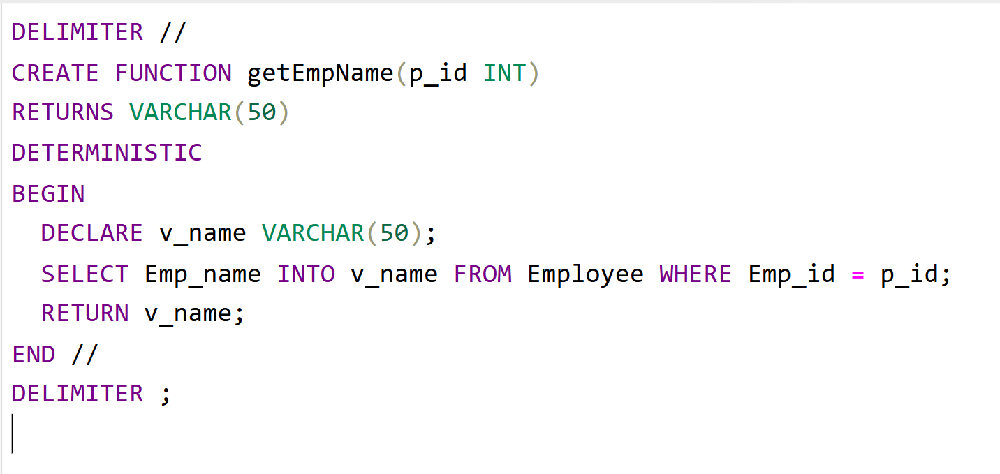 DELIMITER //
CREATE FUNCTION getEmpName(p_id INT)
RETURNS VARCHAR(50)
DETERMINISTIC
BEGIN
  DECLARE v_name VARCHAR(50);
  SELECT Emp_name INTO v_name FROM Employee WHERE Emp_id = p_id;
  RETURN v_name;
END //
DELIMITER ;